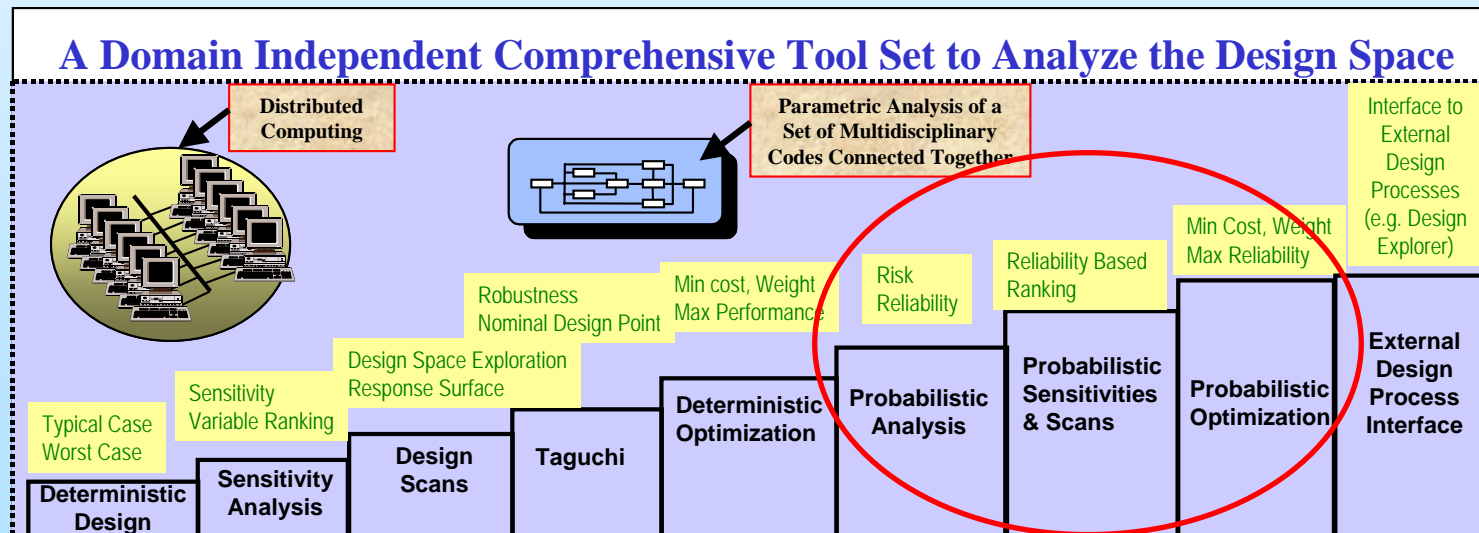 A Domain Independent Comprehensive Tool Set to Analyze the Design Space
Distributed
Computing
Parametric Analysis of a
Set of Multidisciplinary
Codes Connected Together
Interface to
External
Design
Processes
(e.g. Design
Explorer)
Min Cost, Weight
Max Reliability
Reliability Based
Ranking
Risk
Reliability
Min cost, Weight
Max Performance
Robustness
Nominal Design Point
Design Space Exploration
Response Surface
Sensitivity
Variable Ranking
Typical Case
Worst Case
Deterministic
Design
Sensitivity
Analysis
Design
Scans
Taguchi
Deterministic
Optimization
Probabilistic
Analysis
Probabilistic
Sensitivities
& Scans
Probabilistic
Optimization
External
Design
Process
Interface